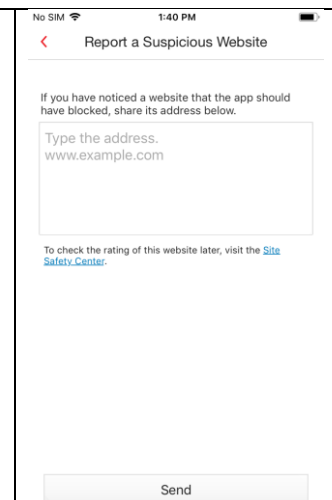 No SIM 1:40 PM
Report a Suspicious Website
If you have noticed a website that the app should
have blocked, share its address below.
Type the address.
www.example.com
To check the rating of this website later, visit the Site
Safety Center.
Send